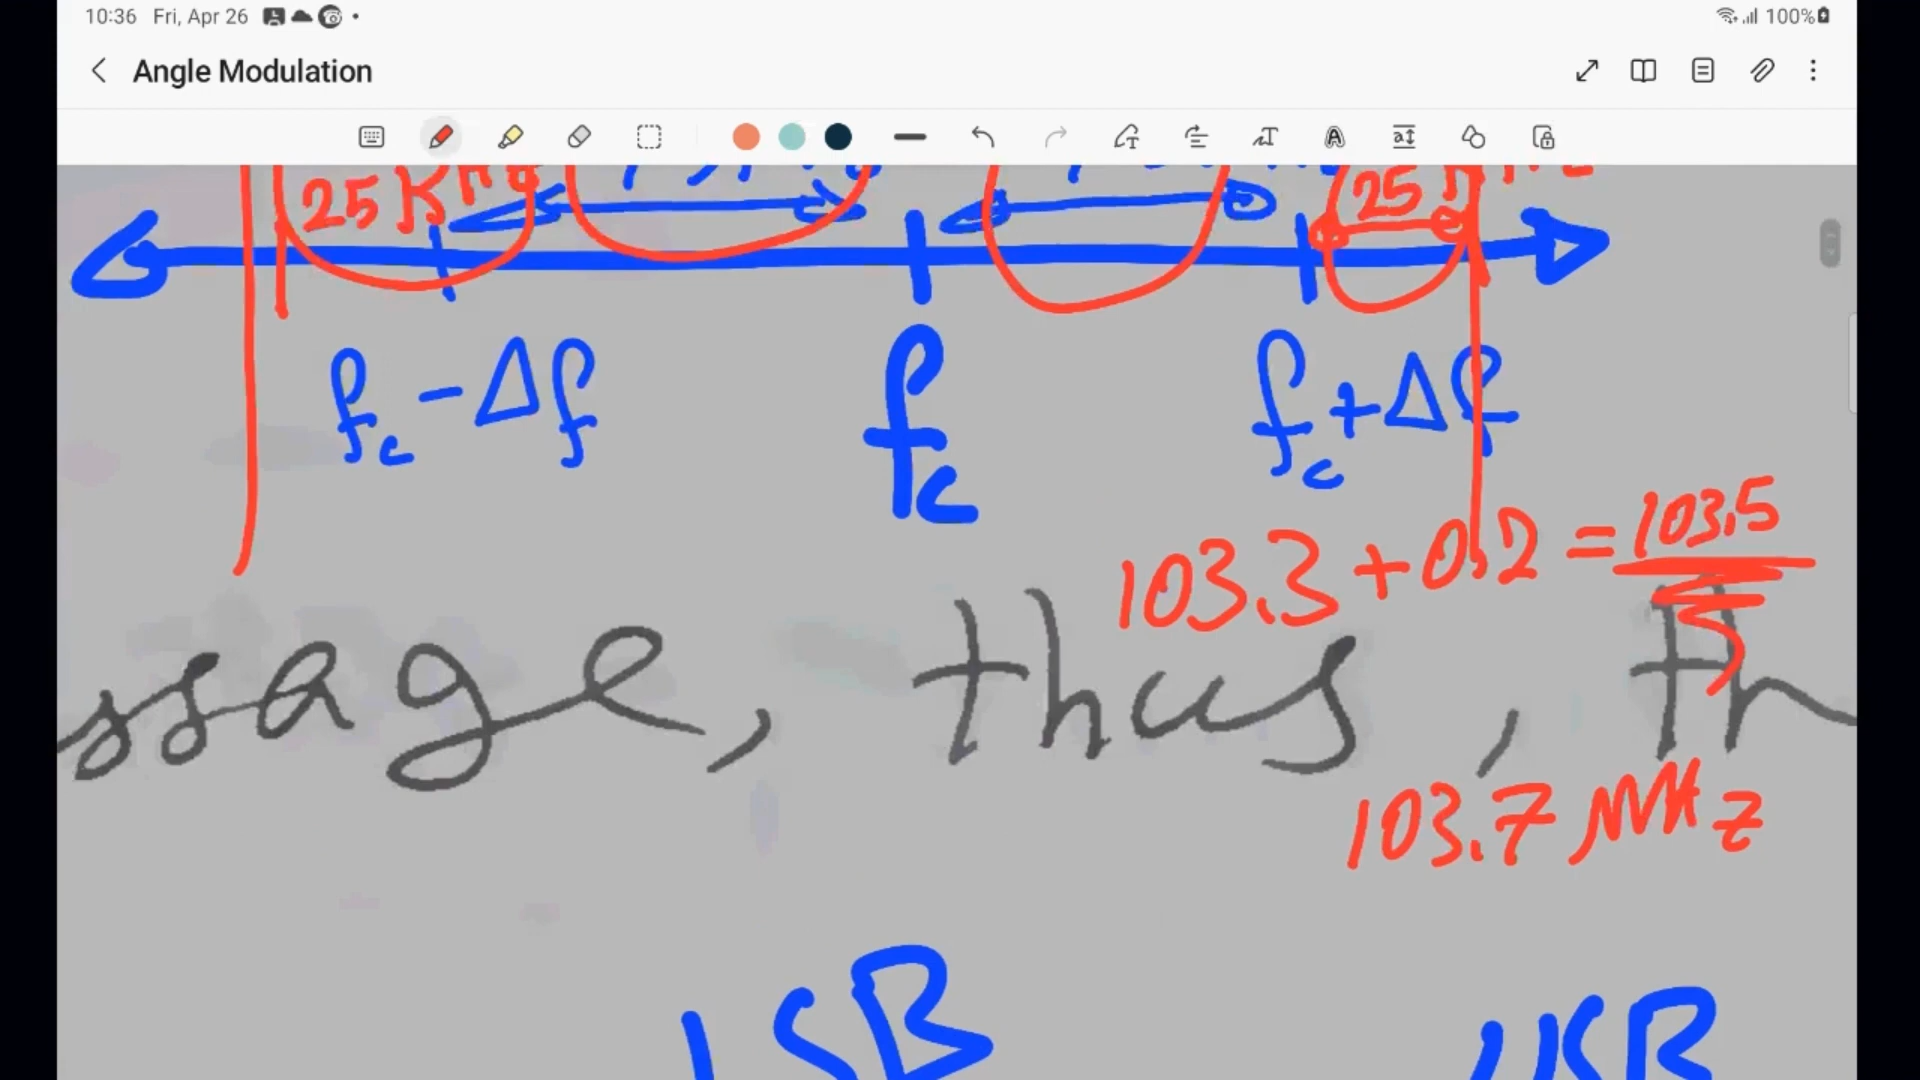 10:36 Fri, Apr 26
100%
Angle Modulation
25 KHz 25 K
fc - Δf fc fc + Δf
103.3 + 0.2 = 103.5
ssage, thus, th
103.7 MHz
LSB USB